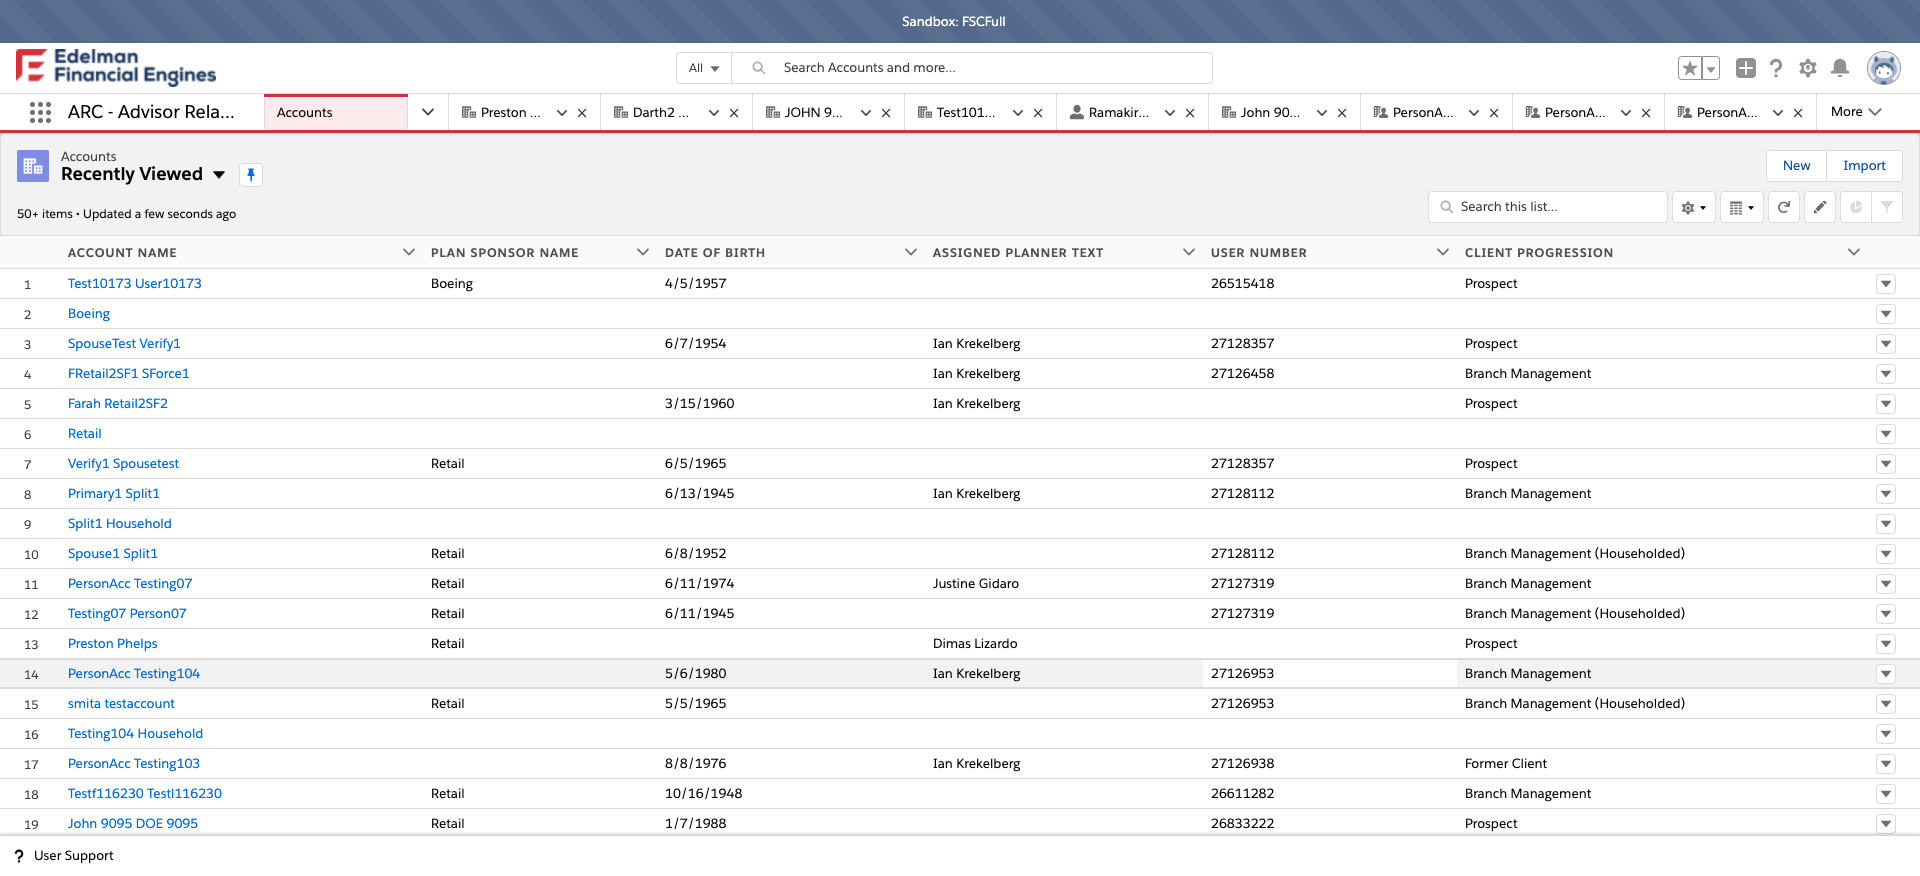 Sandbox: FSCFull
Edelman
Financial Engines
All Search Accounts and more...
ARC - Advisor Rela... Accounts Preston ... Darth2 ... JOHN 9... Test101... Ramakir... John 90... PersonA... PersonA... PersonA... More
Accounts
Recently Viewed
New Import
50+ items • Updated a few seconds ago
Search this list...
ACCOUNT NAME PLAN SPONSOR NAME DATE OF BIRTH ASSIGNED PLANNER TEXT USER NUMBER CLIENT PROGRESSION
1 Test10173 User10173 Boeing 4/5/1957 26515418 Prospect
2 Boeing
3 SpouseTest Verify1 6/7/1954 Ian Krekelberg 27128357 Prospect
4 FRetail2SF1 SForce1 Ian Krekelberg 27126458 Branch Management
5 Farah Retail2SF2 3/15/1960 Ian Krekelberg Prospect
6 Retail
7 Verify1 Spousetest Retail 6/5/1965 27128357 Prospect
8 Primary1 Split1 6/13/1945 Ian Krekelberg 27128112 Branch Management
9 Split1 Household
10 Spouse1 Split1 Retail 6/8/1952 27128112 Branch Management (Householded)
11 PersonAcc Testing07 Retail 6/11/1974 Justine Gidaro 27127319 Branch Management
12 Testing07 Person07 Retail 6/11/1945 27127319 Branch Management (Householded)
13 Preston Phelps Retail Dimas Lizardo Prospect
14 PersonAcc Testing104 5/6/1980 Ian Krekelberg 27126953 Branch Management
15 smita testaccount Retail 5/5/1965 27126953 Branch Management (Householded)
16 Testing104 Household
17 PersonAcc Testing103 8/8/1976 Ian Krekelberg 27126938 Former Client
18 Testf116230 Testl116230 Retail 10/16/1948 26611282 Branch Management
19 John 9095 DOE 9095 Retail 1/7/1988 26833222 Prospect
? User Support